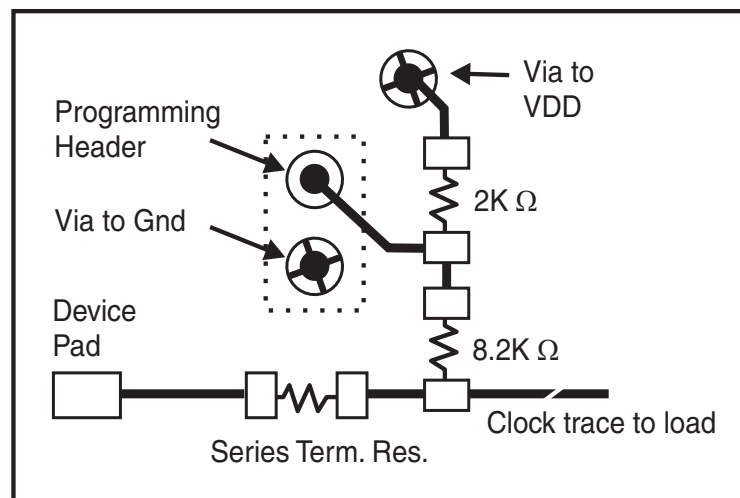 Via to
VDD
Programming
Header
2K Ω
Via to Gnd
Device
Pad
8.2K Ω
Clock trace to load
Series Term. Res.